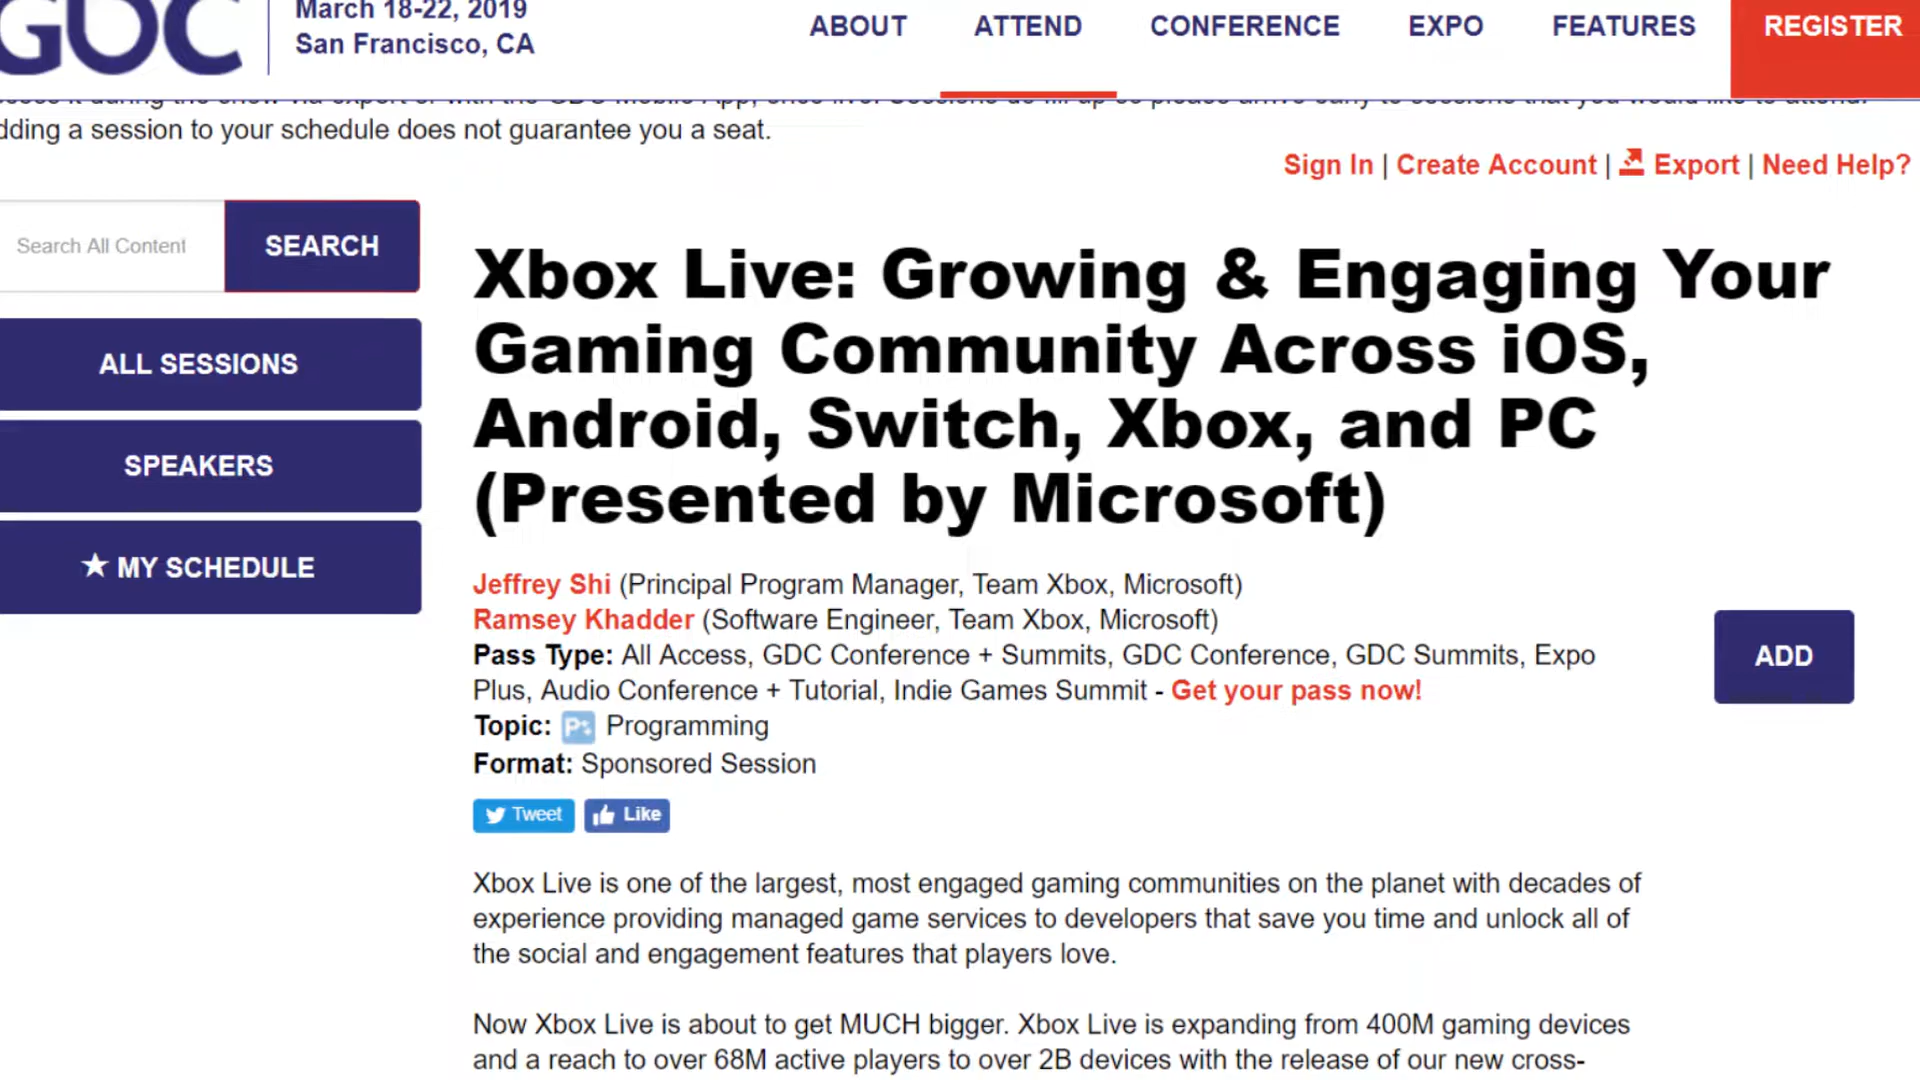 GDC
March 18-22, 2019
San Francisco, CA
ABOUT
ATTEND
CONFERENCE
EXPO
FEATURES
REGISTER
dding a session to your schedule does not guarantee you a seat.
Sign In | Create Account | Export | Need Help?
Search All Content
SEARCH
ALL SESSIONS
SPEAKERS
★ MY SCHEDULE
Xbox Live: Growing & Engaging Your
Gaming Community Across iOS,
Android, Switch, Xbox, and PC
(Presented by Microsoft)
Jeffrey Shi (Principal Program Manager, Team Xbox, Microsoft)
Ramsey Khadder (Software Engineer, Team Xbox, Microsoft)
Pass Type: All Access, GDC Conference + Summits, GDC Conference, GDC Summits, Expo
Plus, Audio Conference + Tutorial, Indie Games Summit - Get your pass now!
ADD
Topic: Programming
Format: Sponsored Session
Tweet
Like
Xbox Live is one of the largest, most engaged gaming communities on the planet with decades of
experience providing managed game services to developers that save you time and unlock all of
the social and engagement features that players love.
Now Xbox Live is about to get MUCH bigger. Xbox Live is expanding from 400M gaming devices
and a reach to over 68M active players to over 2B devices with the release of our new cross-